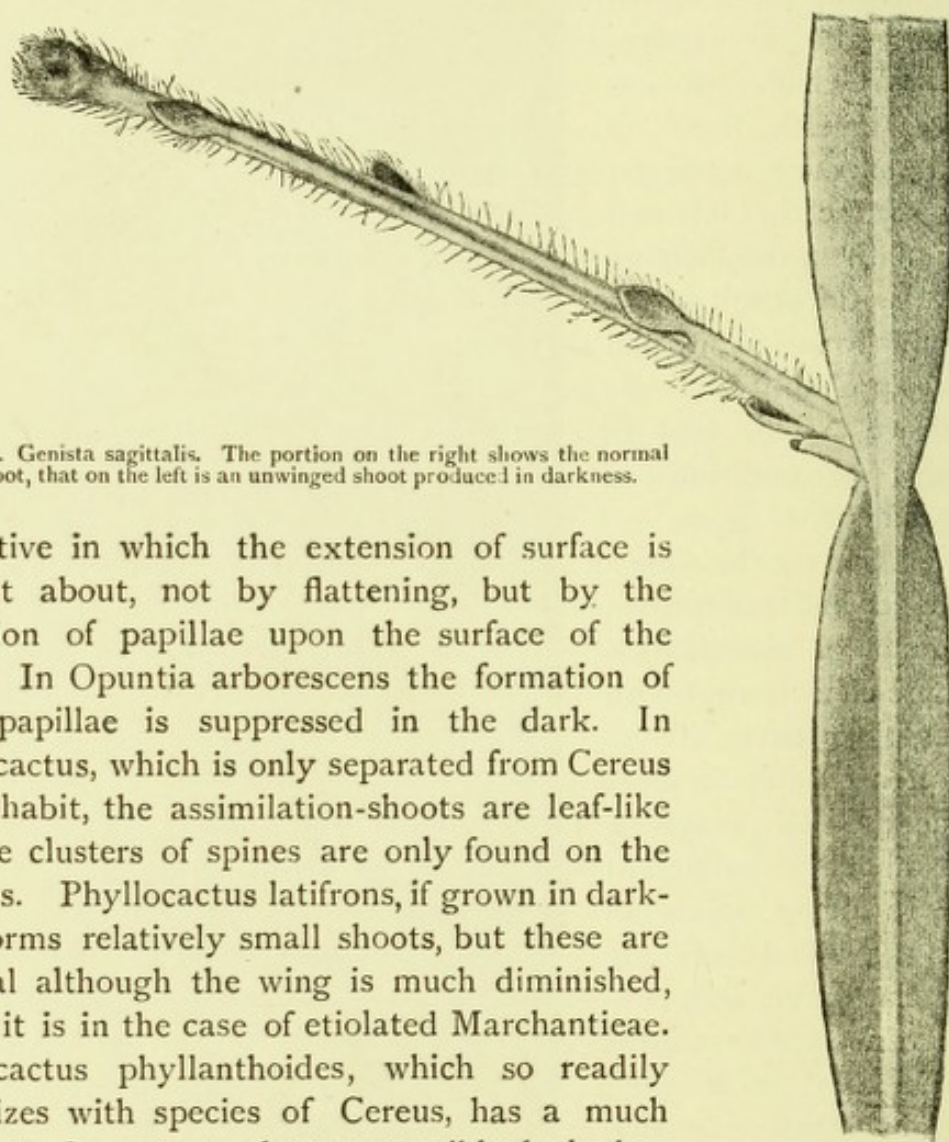 . Genista sagittalis. The portion on the right shows the normal
oot, that on the left is an unwinged shoot produced in darkness.
tive in which the extension of surface is
t about, not by flattening, but by the
on of papillae upon the surface of the
In Opuntia arborescens the formation of
papillae is suppressed in the dark. In
cactus, which is only separated from Cereus
habit, the assimilation-shoots are leaf-like
e clusters of spines are only found on the
s. Phyllocactus latifrons, if grown in dark-
orms relatively small shoots, but these are
al although the wing is much diminished,
it is in the case of etiolated Marchantieae.
cactus phyllanthoides, which so readily
izes with species of Cereus, has a much